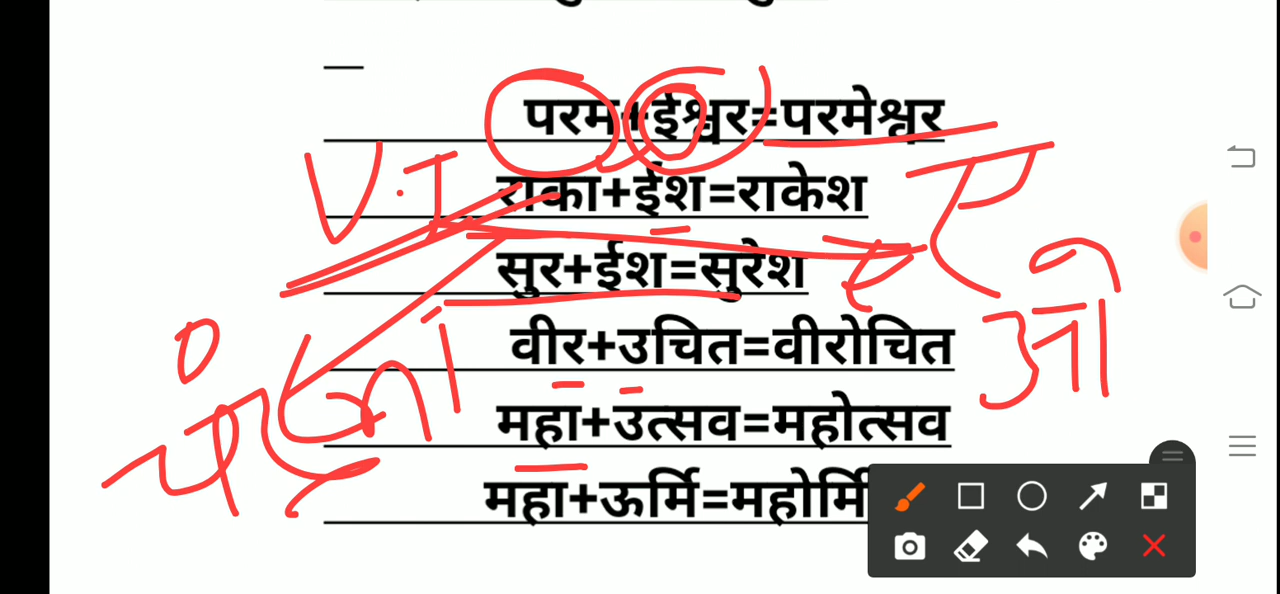 परम+ईश्वर=परमेश्वर
V.I राका+ईश=राकेश ए
सुर+ईश=सुरेश
वीर+उचित=वीरोचित ओ
महा+उत्सव=महोत्सव
महा+ऊर्मि=महोर्मि